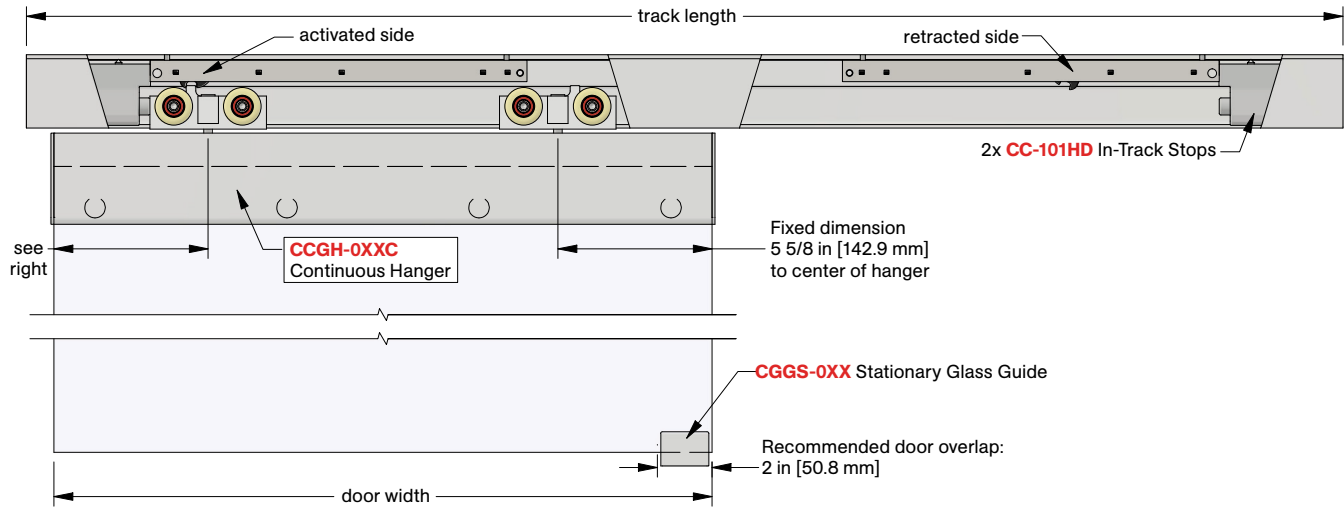 track length
activated side
retracted side
2x CC-101HD In-Track Stops
see
right
CCGH-0XXC
Continuous Hanger
Fixed dimension
5 5/8 in [142.9 mm]
to center of hanger
CGGS-0XX Stationary Glass Guide
Recommended door overlap:
2 in [50.8 mm]
door width